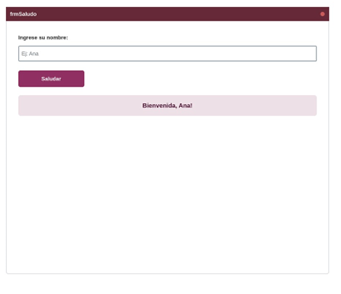 frmSaludo
Ingrese su nombre:
Ana
Saludar
Bienvenida, Ana!